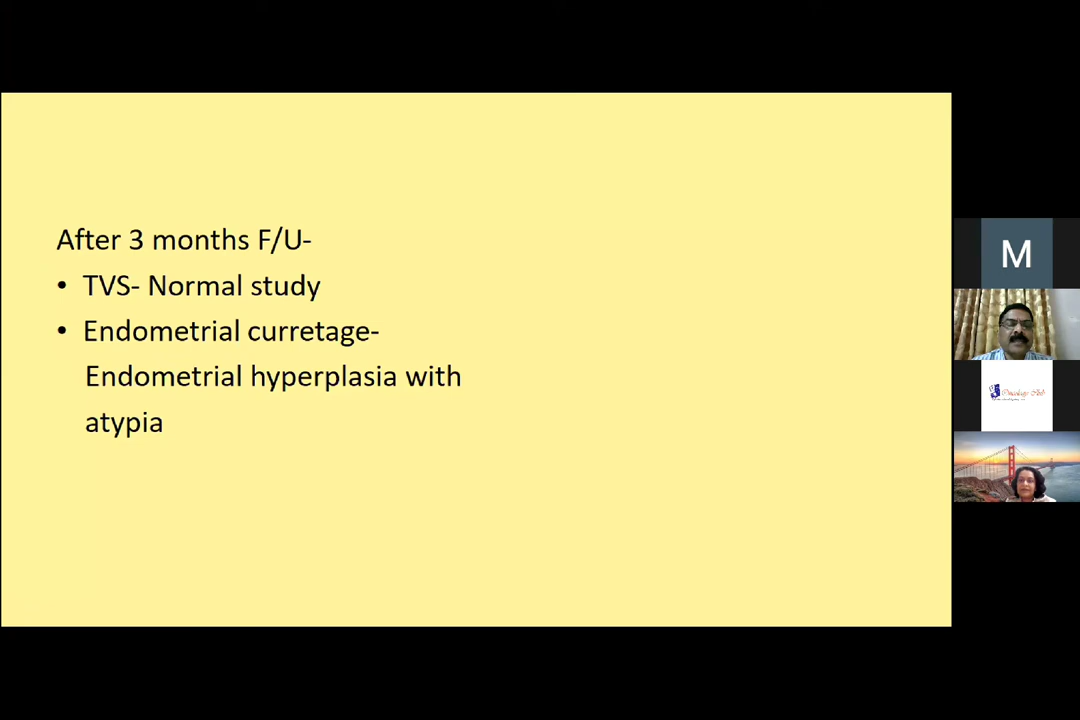 After 3 months F/U-
• TVS- Normal study
• Endometrial curretage-
Endometrial hyperplasia with
atypia
M